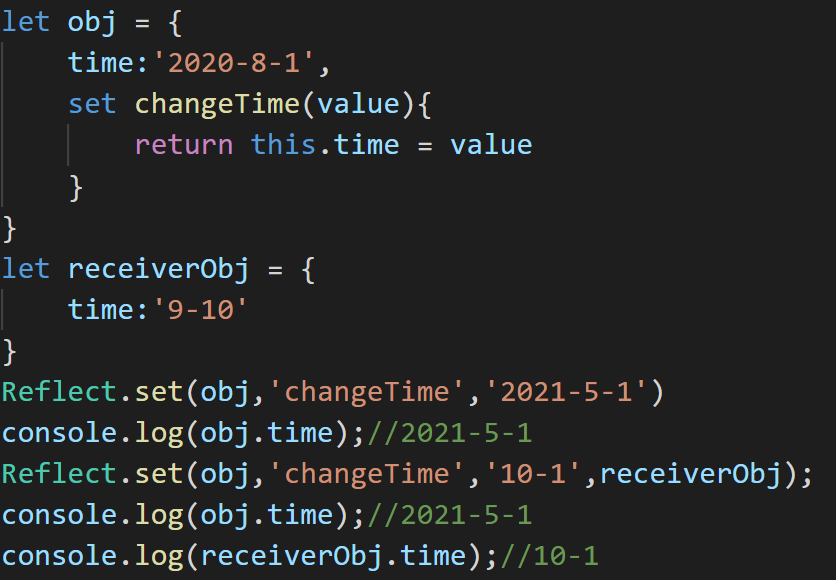 let obj = {
    time:'2020-8-1',
    set changeTime(value){
        return this.time = value
    }
}
let receiverObj = {
    time:'9-10'
}
Reflect.set(obj,'changeTime','2021-5-1')
console.log(obj.time);//2021-5-1
Reflect.set(obj,'changeTime','10-1',receiverObj);
console.log(obj.time);//2021-5-1
console.log(receiverObj.time);//10-1